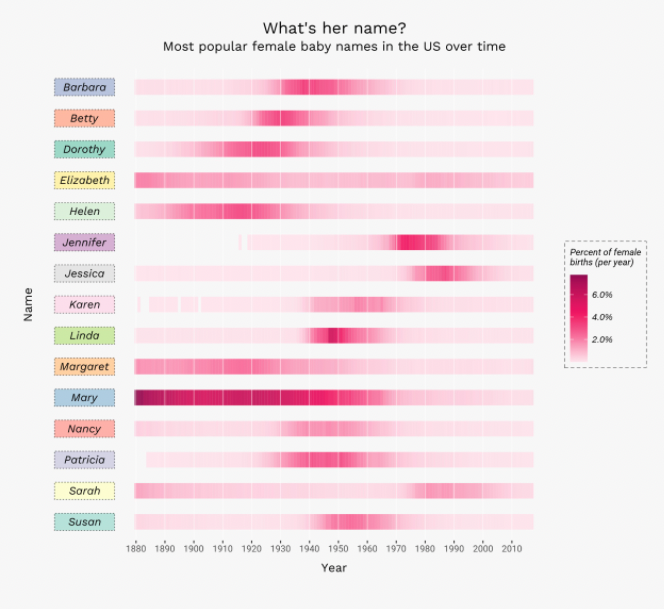 What's her name?
Most popular female baby names in the US over time
Barbara
Betty
Dorothy
Elizabeth
Helen
Jennifer
Jessica
Karen
Linda
Margaret
Mary
Nancy
Patricia
Sarah
Susan
Name
1880 1890 1900 1910 1920 1930 1940 1950 1960 1970 1980 1990 2000 2010
Year
Percent of female
births (per year)
6.0%
4.0%
2.0%